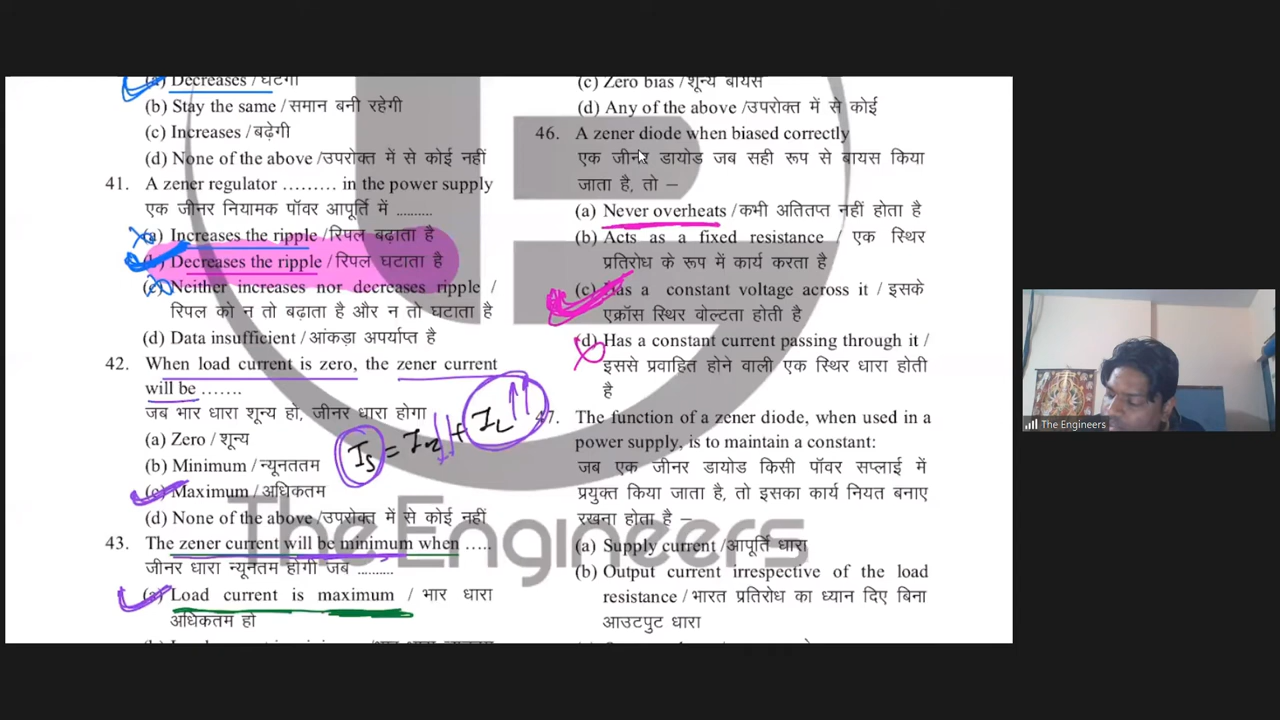 (a) Decreases / घटेगी
(b) Stay the same / समान बनी रहेगी
(c) Increases / बढ़ेगी
(d) None of the above / उपरोक्त में से कोई नहीं
41. A zener regulator ......... in the power supply
एक जीनर नियामक पॉवर आपूर्ति में ..........
(a) Increases the ripple / रिपल बढ़ाता है
(b) Decreases the ripple / रिपल घटाता है
(c) Neither increases nor decreases ripple /
रिपल को न तो बढ़ाता है और न तो घटाता है
(d) Data insufficient / आंकड़ा अपर्याप्त है
42. When load current is zero, the zener current
will be .......
जब भार धारा शून्य हो, जीनर धारा होगा
(a) Zero / शून्य
(b) Minimum / न्यूनततम
(c) Maximum / अधिकतम
(d) None of the above / उपरोक्त में से कोई नहीं
Is = Iz + IL
43. The zener current will be minimum when .....
जीनर धारा न्यूनतम होगी जब ..........
(a) Load current is maximum / भार धारा
अधिकतम हो
(c) Zero bias / शून्य बायस
(d) Any of the above / उपरोक्त में से कोई
46. A zener diode when biased correctly
एक जीनर डायोड जब सही रूप से बायस किया
जाता है, तो –
(a) Never overheats / कभी अतितप्त नहीं होता है
(b) Acts as a fixed resistance / एक स्थिर
प्रतिरोध के रूप में कार्य करता है
(c) Has a constant voltage across it / इसके
एक्रॉस स्थिर वोल्टता होती है
(d) Has a constant current passing through it /
इससे प्रवाहित होने वाली एक स्थिर धारा होती
है
47. The function of a zener diode, when used in a
power supply, is to maintain a constant:
जब एक जीनर डायोड किसी पॉवर सप्लाई में
प्रयुक्त किया जाता है, तो इसका कार्य नियत बनाए
रखना होता है –
(a) Supply current / आपूर्ति धारा
(b) Output current irrespective of the load
resistance / भारत प्रतिरोध का ध्यान दिए बिना
आउटपुट धारा
The Engineers
The Engineers